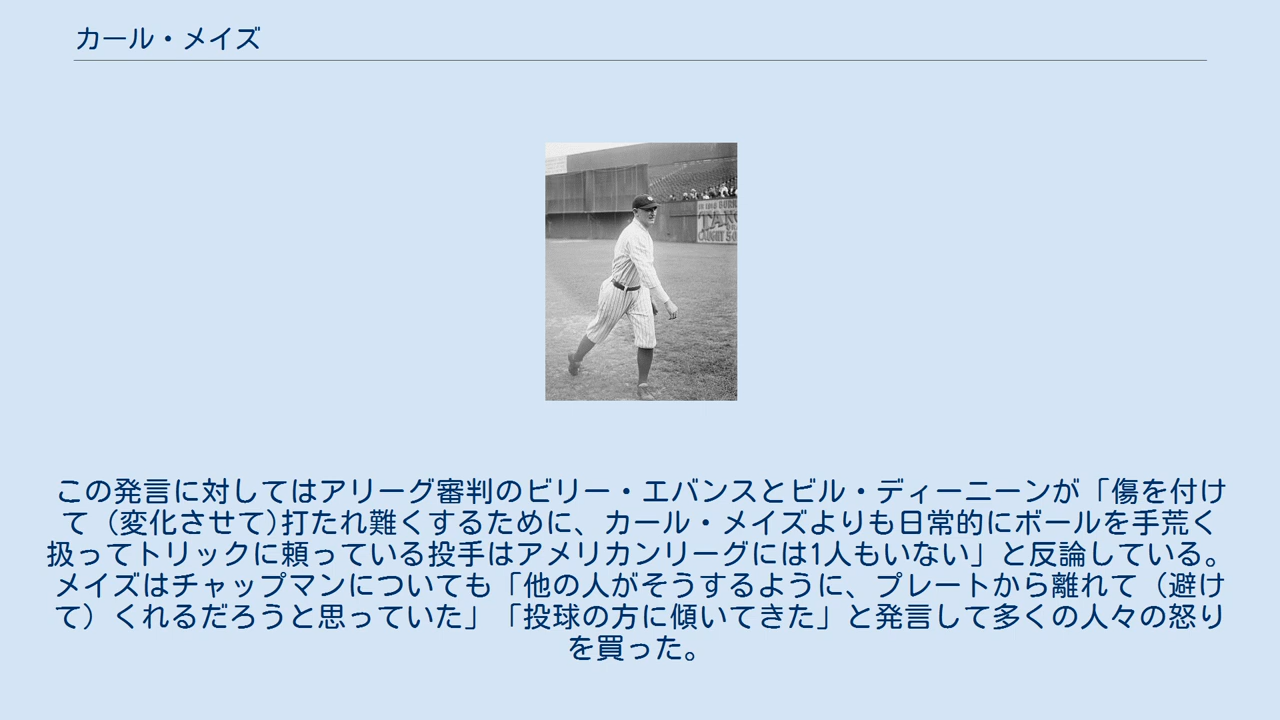 カール・メイズ
TANG
CAUGHT SO
この発言に対してはアリーグ審判のビリー・エバンスとビル・ディーニーンが「傷を付け
て（変化させて)打たれ難くするために、カール・メイズよりも日常的にボールを手荒く
扱ってトリックに頼っている投手はアメリカンリーグには1人もいない」と反論している。
メイズはチャップマンについても「他の人がそうするように、プレートから離れて（避け
て）くれるだろうと思っていた」「投球の方に傾いてきた」と発言して多くの人々の怒り
を買った。